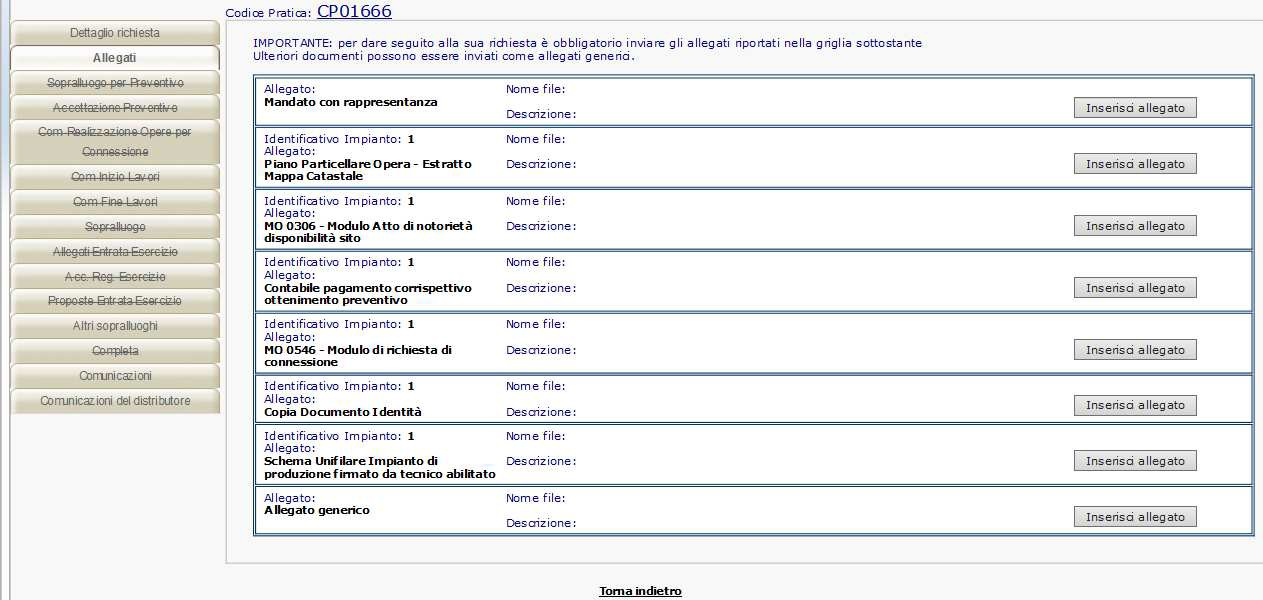 Codice Pratica: CP01666
Dettaglio richiesta
Allegati
Sopralluogo per Preventivo
Accettazione Preventivo
Com Realizzazione Opere per
Connessione
Com Inizio Lavori
Com Fine Lavori
Sopralluogo
Allegati Entrata Esercizio
Acc. Reg. Esercizio
Proposte Entrata Esercizio
Altri sopralluoghi
Completa
Comunicazioni
Comunicazioni del distributore
IMPORTANTE: per dare seguito alla sua richiesta è obbligatorio inviare gli allegati riportati nella griglia sottostante
Ulteriori documenti possono essere inviati come allegati generici.
Allegato: Nome file:
Mandato con rappresentanza
Descrizione: Inserisci allegato
Identificativo Impianto: 1 Nome file:
Allegato:
Piano Particellare Opera - Estratto Descrizione: Inserisci allegato
Mappa Catastale
Identificativo Impianto: 1 Nome file:
Allegato:
MO 0306 - Modulo Atto di notorietà Descrizione: Inserisci allegato
disponibilità sito
Identificativo Impianto: 1 Nome file:
Allegato:
Contabile pagamento corrispettivo Descrizione: Inserisci allegato
ottenimento preventivo
Identificativo Impianto: 1 Nome file:
Allegato:
MO 0546 - Modulo di richiesta di Descrizione: Inserisci allegato
connessione
Identificativo Impianto: 1 Nome file:
Allegato:
Copia Documento Identità Descrizione: Inserisci allegato
Identificativo Impianto: 1 Nome file:
Allegato:
Schema Unifilare Impianto di Descrizione: Inserisci allegato
produzione firmato da tecnico abilitato
Allegato: Nome file:
Allegato generico
Descrizione: Inserisci allegato
Torna indietro